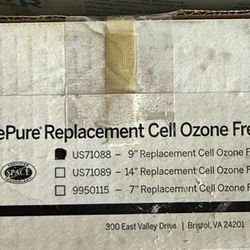 ePure® Replacement Cell Ozone Fre
US71088 – 9" Replacement Cell Ozone F
US71089 – 14" Replacement Cell Ozone F
9950115 – 7" Replacement Cell Ozone F
SPACE
300 East Valley Drive | Bristol, VA 24201